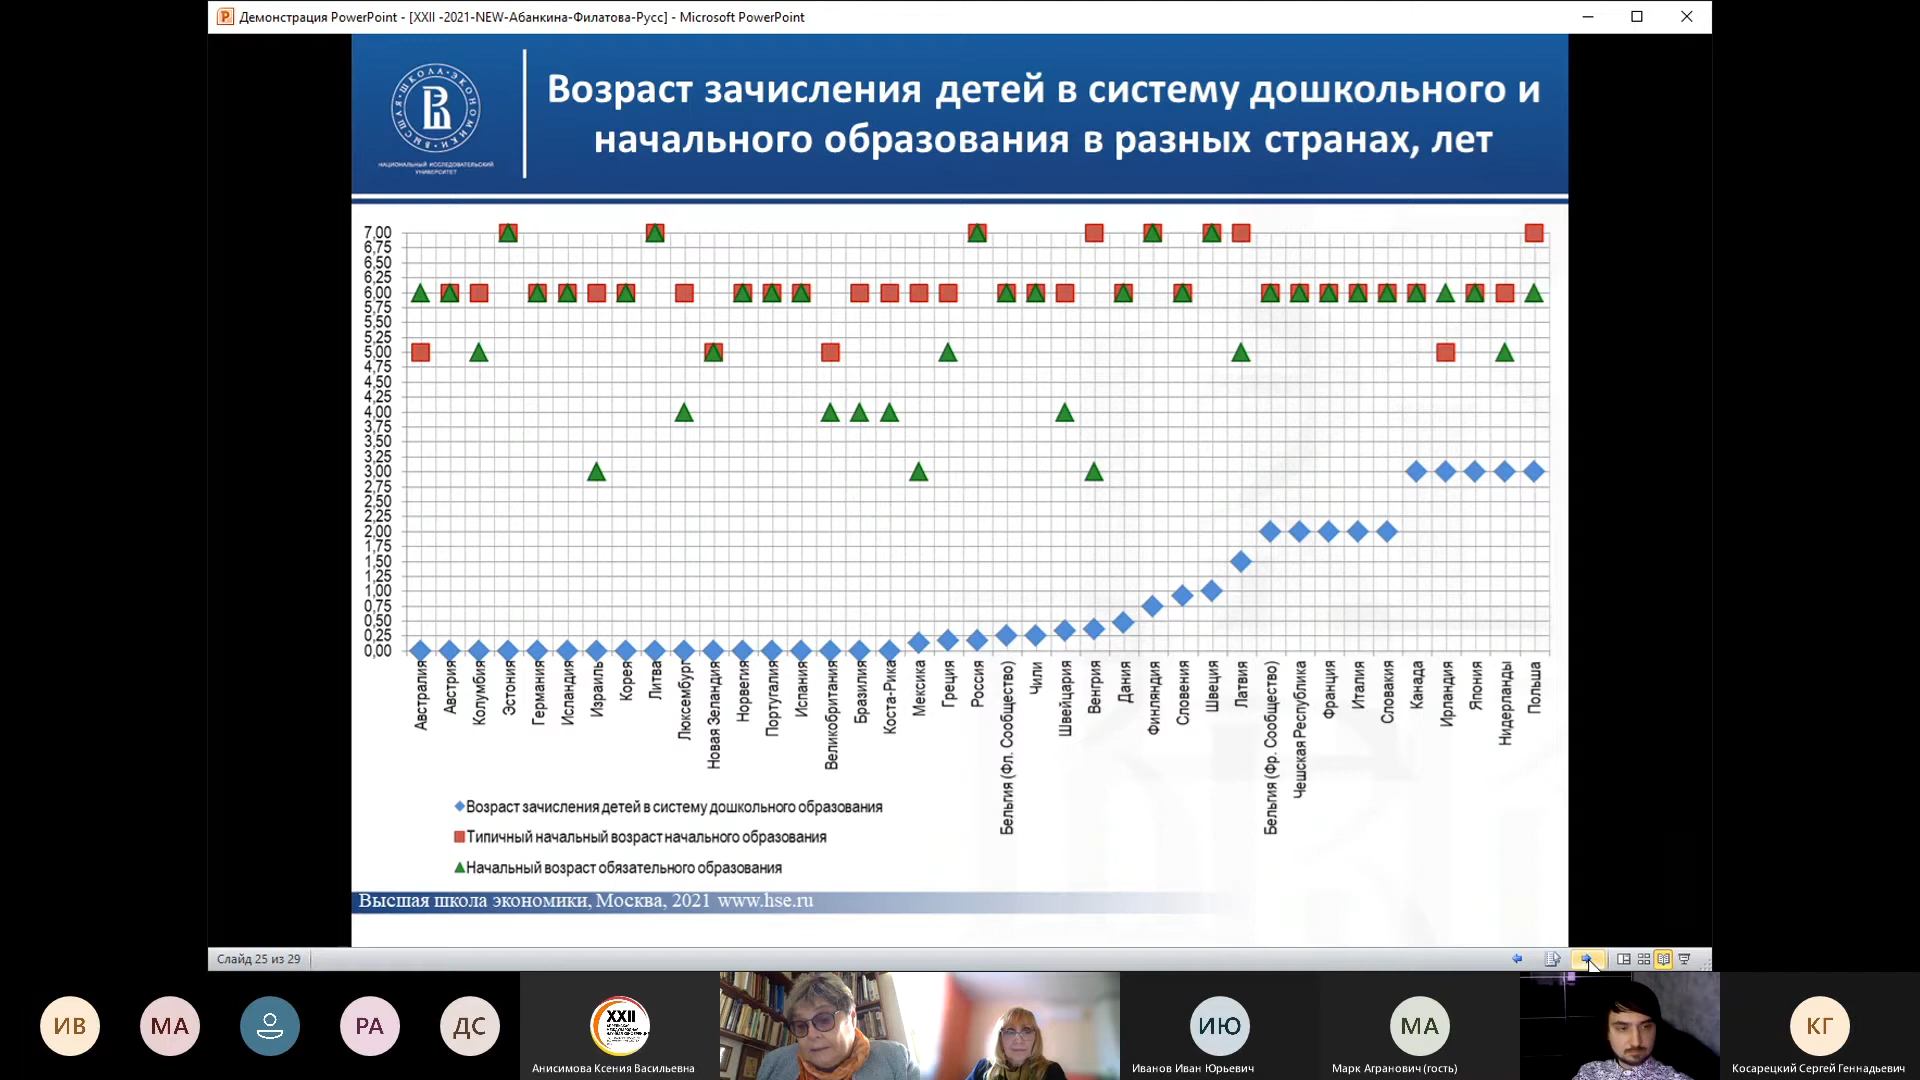 Демонстрация PowerPoint - [XXII -2021-NEW-Абанкина-Филатова-Русс] - Microsoft PowerPoint
ВЫСШАЯ ШКОЛА ЭКОНОМИКИ
НАЦИОНАЛЬНЫЙ ИССЛЕДОВАТЕЛЬСКИЙ
УНИВЕРСИТЕТ
Возраст зачисления детей в систему дошкольного и
начального образования в разных странах, лет
7,00
6,75
6,50
6,25
6,00
5,75
5,50
5,25
5,00
4,75
4,50
4,25
4,00
3,75
3,50
3,25
3,00
2,75
2,50
2,25
2,00
1,75
1,50
1,25
1,00
0,75
0,50
0,25
0,00
Австралия
Австрия
Колумбия
Эстония
Германия
Исландия
Израиль
Корея
Литва
Люксембург
Новая Зеландия
Норвегия
Португалия
Испания
Великобритания
Бразилия
Коста-Рика
Мексика
Греция
Россия
Бельгия (Фл. Сообщество)
Чили
Швейцария
Венгрия
Дания
Финляндия
Словения
Швеция
Латвия
Бельгия (Фр. Сообщество)
Чешская Республика
Франция
Италия
Словакия
Канада
Ирландия
Япония
Нидерланды
Польша
Возраст зачисления детей в систему дошкольного образования
Типичный начальный возраст начального образования
Начальный возраст обязательного образования
Высшая школа экономики, Москва, 2021 www.hse.ru
Слайд 25 из 29
ИВ
МА
РА
ДС
XXII
Анисимова Ксения Васильевна
ИЮ
Иванов Иван Юрьевич
МА
Марк Агранович (гость)
КГ
Косарецкий Сергей Геннадьевич